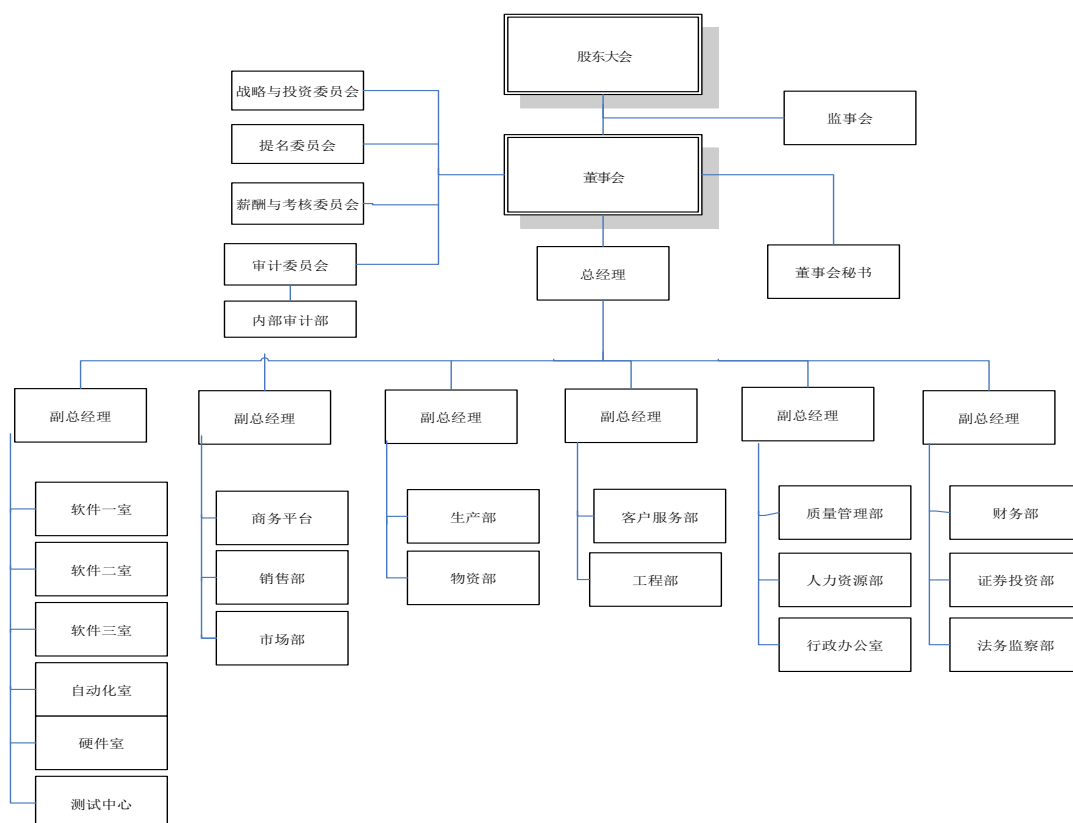 股东大会
战略与投资委员会
监事会
提名委员会
董事会
薪酬与考核委员会
审计委员会
总经理
董事会秘书
内部审计部
副总经理
副总经理
副总经理
副总经理
副总经理
副总经理
软件一室
软件二室
软件三室
自动化室
硬件室
测试中心
商务平台
销售部
市场部
生产部
物资部
客户服务部
工程部
质量管理部
人力资源部
行政办公室
财务部
证券投资部
法务监察部